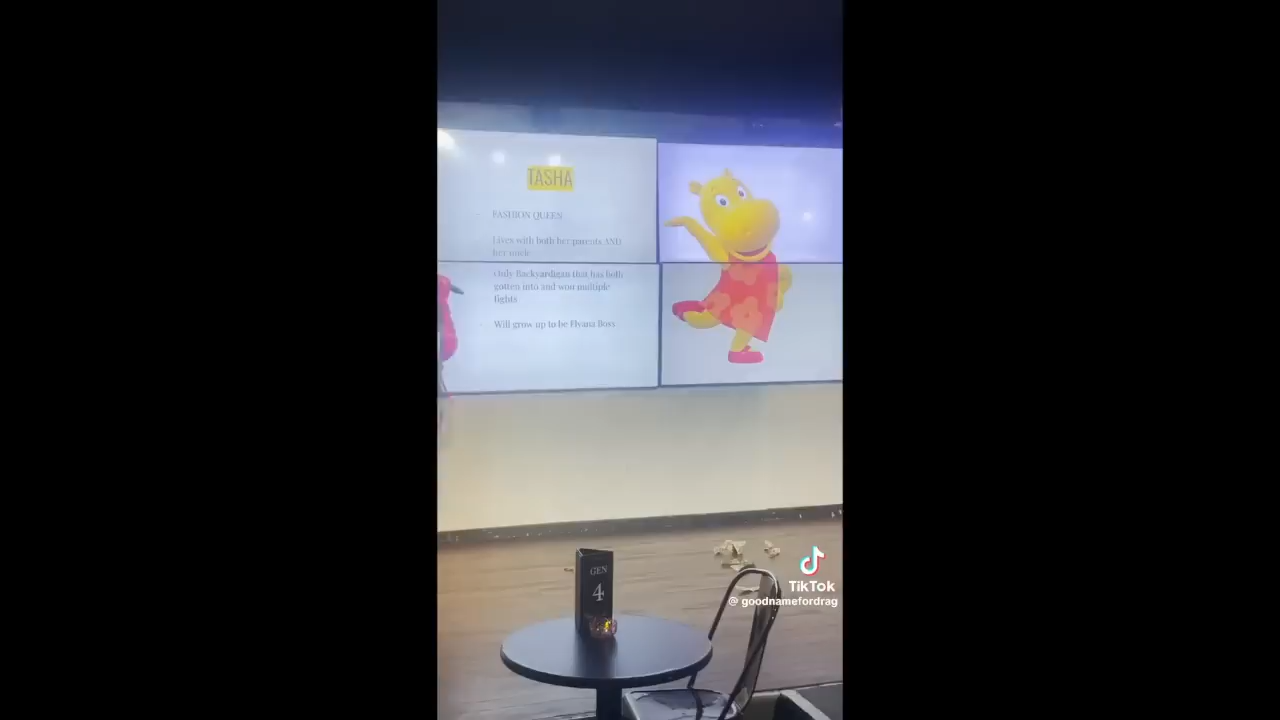 TASHA
FASHION QUEEN
Lives with both her parents AND
her uncle
Only Backyardigan that has both
gotten into and won multiple
fights
Will grow up to be Flyana Boss
GEN
4
TikTok
@ goodnamefordrag